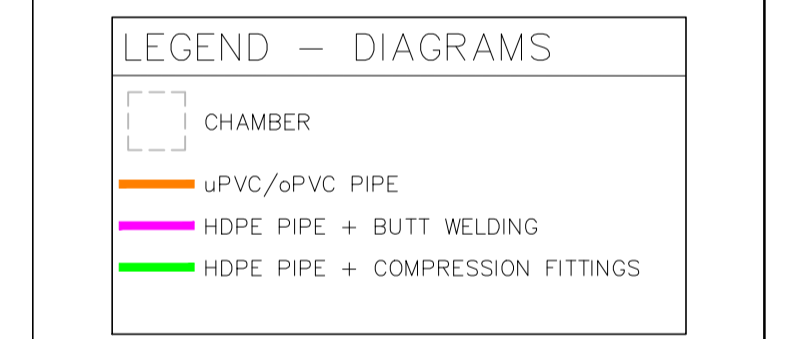 LEGEND – DIAGRAMS
CHAMBER
uPVC/oPVC PIPE
HDPE PIPE + BUTT WELDING
HDPE PIPE + COMPRESSION FITTINGS